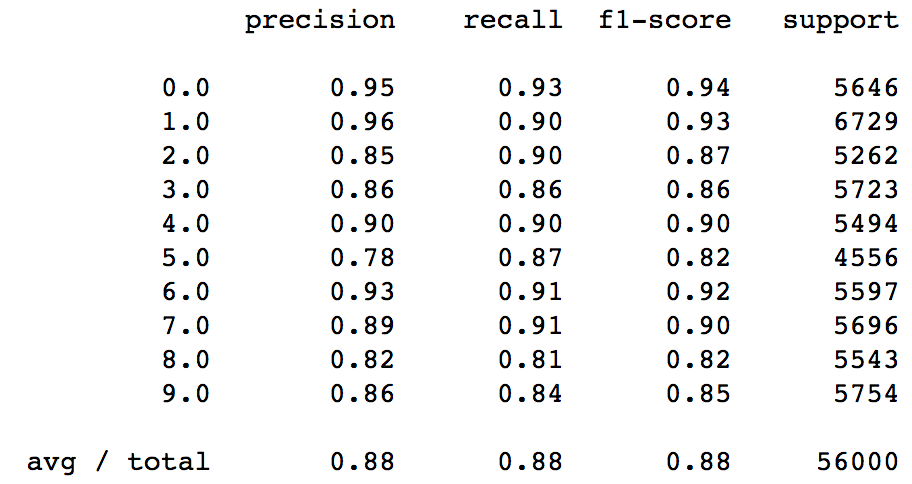 precision recall f1-score support
0.0 0.95 0.93 0.94 5646
1.0 0.96 0.90 0.93 6729
2.0 0.85 0.90 0.87 5262
3.0 0.86 0.86 0.86 5723
4.0 0.90 0.90 0.90 5494
5.0 0.78 0.87 0.82 4556
6.0 0.93 0.91 0.92 5597
7.0 0.89 0.91 0.90 5696
8.0 0.82 0.81 0.82 5543
9.0 0.86 0.84 0.85 5754
avg / total 0.88 0.88 0.88 56000